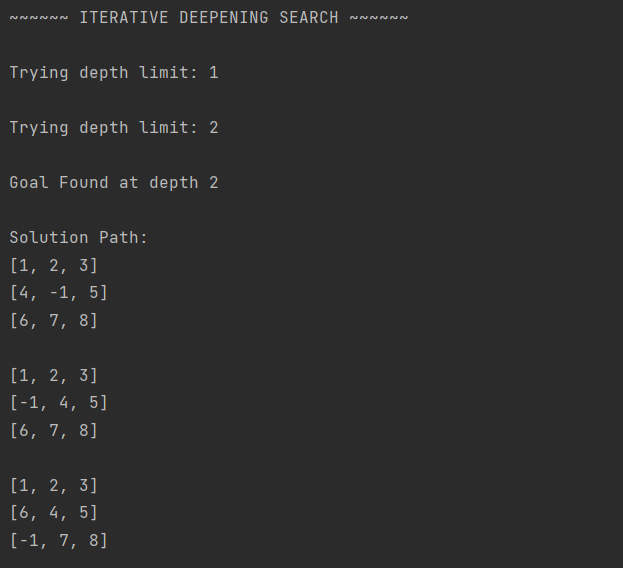 ~~~~~~ ITERATIVE DEEPENING SEARCH ~~~~~~
Trying depth limit: 1
Trying depth limit: 2
Goal Found at depth 2
Solution Path:
[1, 2, 3]
[4, -1, 5]
[6, 7, 8]
[1, 2, 3]
[-1, 4, 5]
[6, 7, 8]
[1, 2, 3]
[6, 4, 5]
[-1, 7, 8]